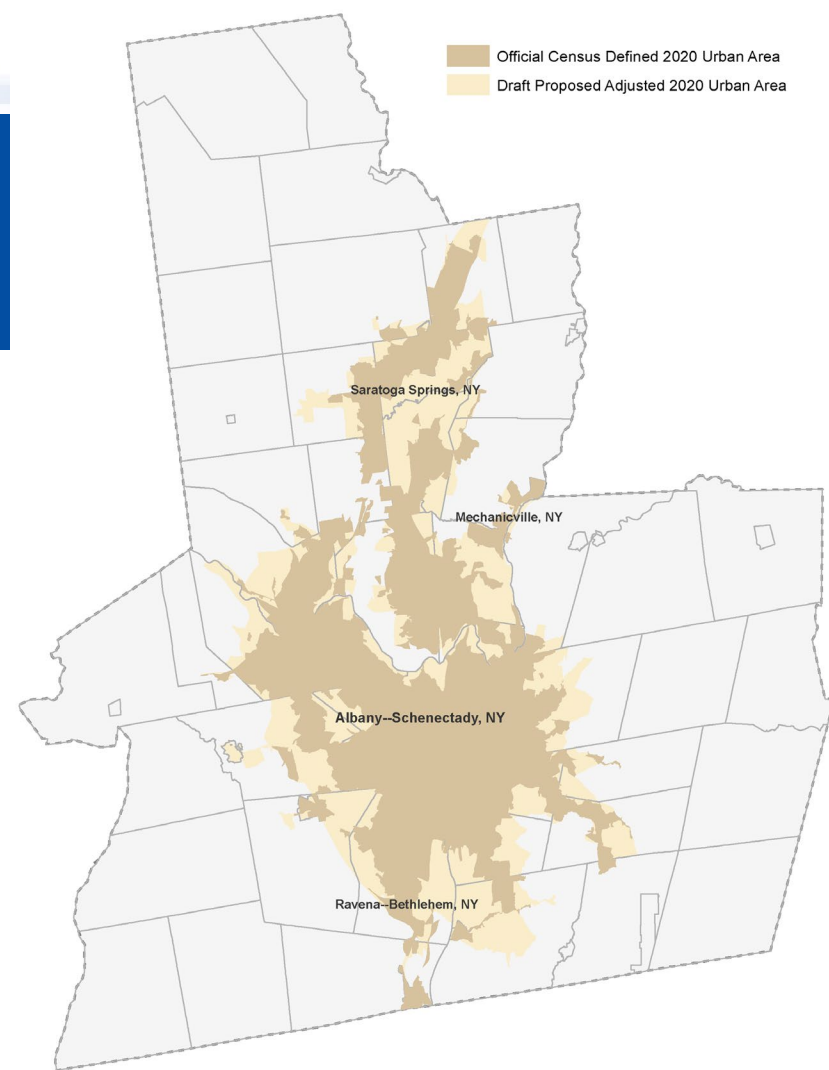 Official Census Defined 2020 Urban Area
Draft Proposed Adjusted 2020 Urban Area
Saratoga Springs, NY
Mechanicville, NY
Albany--Schenectady, NY
Ravena--Bethlehem, NY